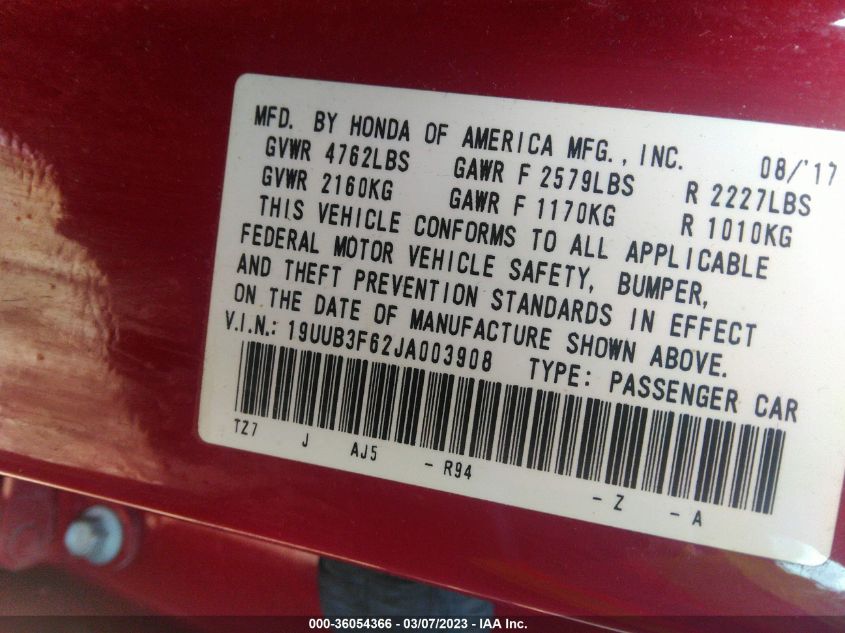 MFD. BY HONDA OF AMERICA MFG., INC. 08/'17
GVWR 4762LBS GAWR F 2579LBS R 2227LBS
GVWR 2160KG GAWR F 1170KG R 1010KG
THIS VEHICLE CONFORMS TO ALL APPLICABLE
FEDERAL MOTOR VEHICLE SAFETY, BUMPER,
AND THEFT PREVENTION STANDARDS IN EFFECT
ON THE DATE OF MANUFACTURE SHOWN ABOVE.
V.I.N.: 19UUB3F62JA003908 TYPE: PASSENGER CAR
TZ7 J AJ5 - R94 - Z - A
000-36054366 - 03/07/2023 - IAA Inc.